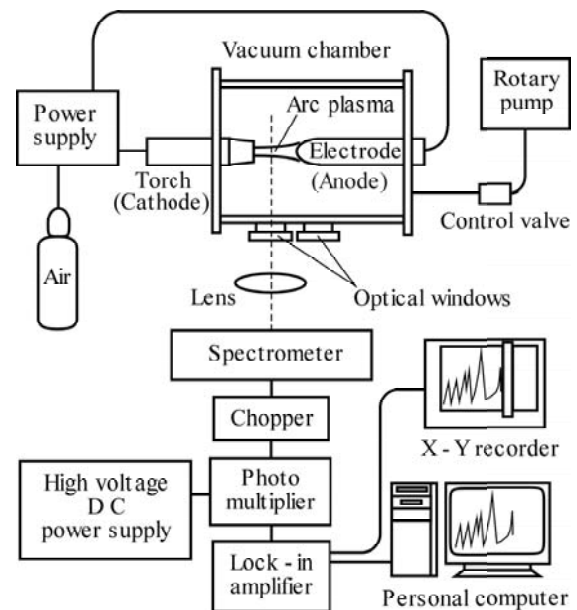 Vacuum chamber
Rotary
pump
Power
supply
Arc plasma
Electrode
(Anode)
Torch
(Cathode)
Control valve
Air
Lens
Optical windows
Spectrometer
Chopper
X - Y recorder
High voltage
D C
power supply
Photo
multiplier
Lock - in
amplifier
Personal computer